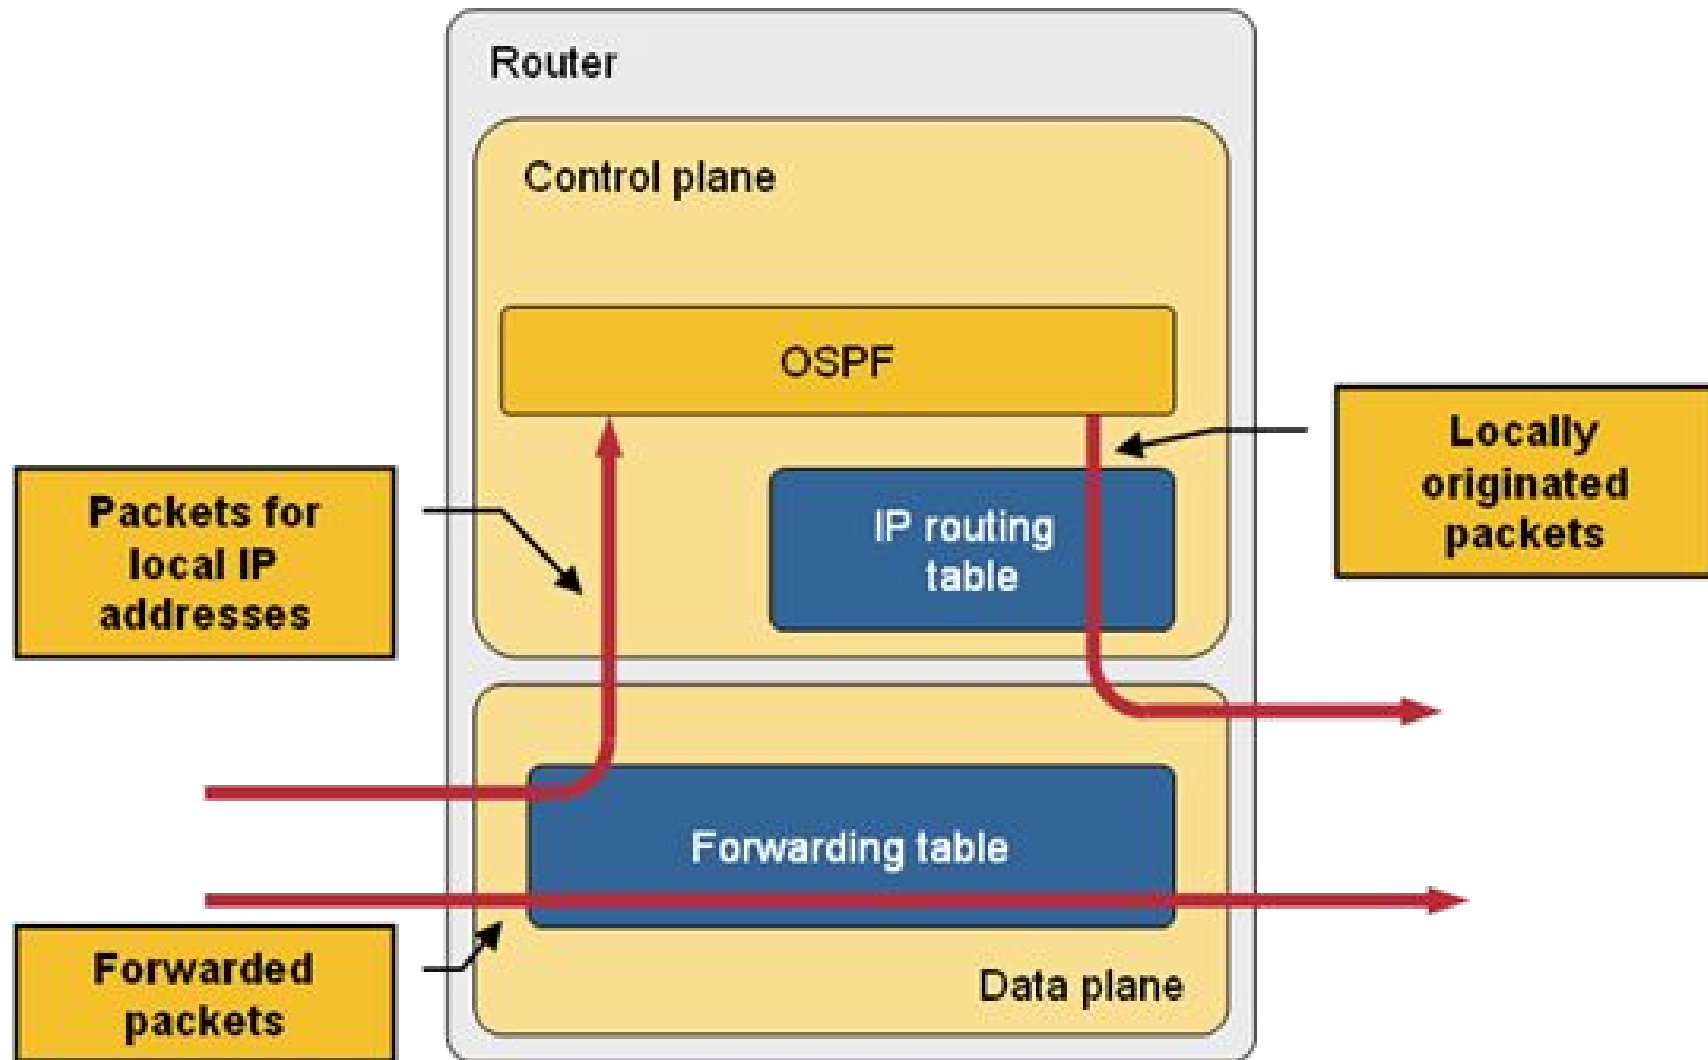 Router
Control plane
OSPF
Locally
originated
packets
Packets for
local IP
addresses
IP routing
table
Forwarding table
Forwarded
packets
Data plane